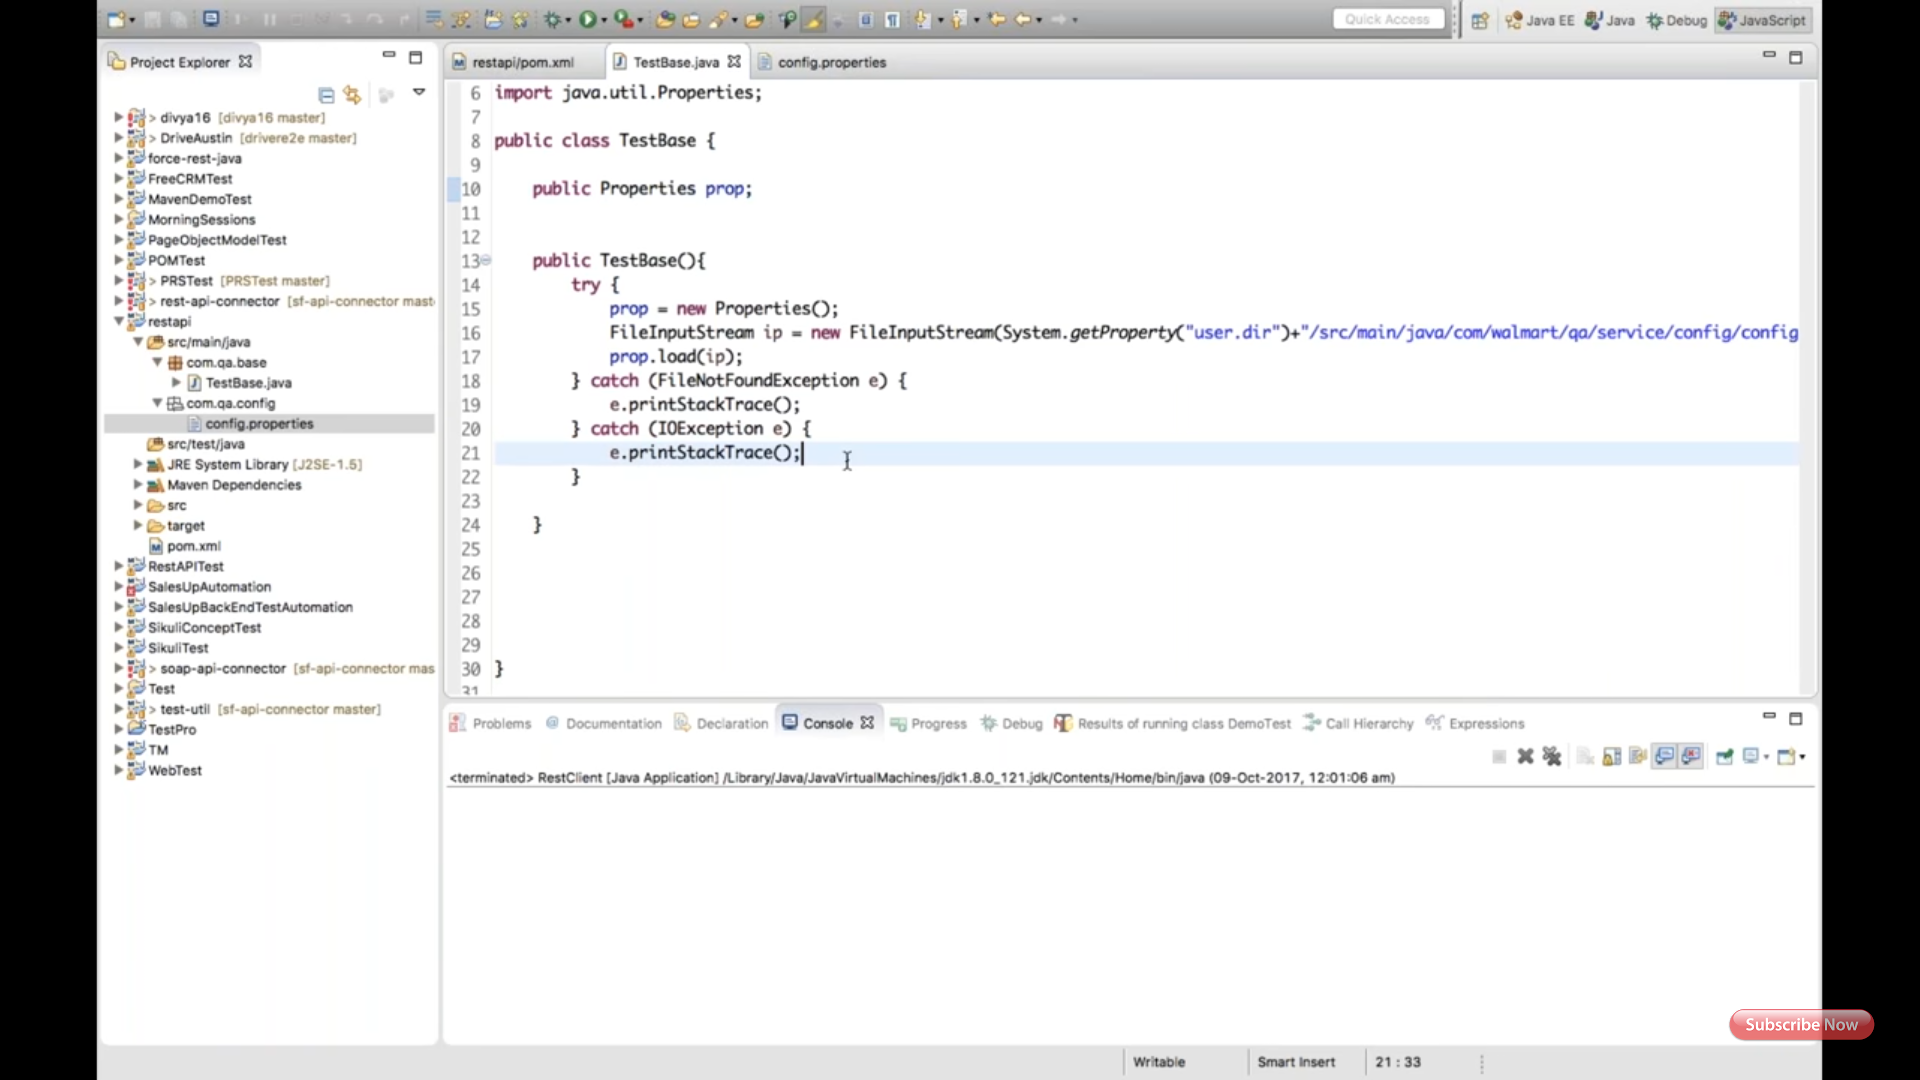 Quick Access
Java EE
Java
Debug
JavaScript
Project Explorer
restapi/pom.xml
TestBase.java
config.properties
> divya16 [divya16 master]
> DriveAustin [drivere2e master]
force-rest-java
FreeCRMTest
MavenDemoTest
MorningSessions
PageObjectModelTest
POMTest
> PRSTest [PRSTest master]
> rest-api-connector [sf-api-connector mast
restapi
src/main/java
com.qa.base
TestBase.java
com.qa.config
config.properties
src/test/java
JRE System Library [J2SE-1.5]
Maven Dependencies
src
target
pom.xml
RestAPITest
SalesUpAutomation
SalesUpBackEndTestAutomation
SikuliConceptTest
SikuliTest
> soap-api-connector [sf-api-connector mas
Test
> test-util [sf-api-connector master]
TestPro
TM
WebTest
6 import java.util.Properties;
7
8 public class TestBase {
9
10 public Properties prop;
11
12
13 public TestBase(){
14 try {
15 prop = new Properties();
16 FileInputStream ip = new FileInputStream(System.getProperty("user.dir")+"/src/main/java/com/walmart/qa/service/config/config
17 prop.load(ip);
18 } catch (FileNotFoundException e) {
19 e.printStackTrace();
20 } catch (IOException e) {
21 e.printStackTrace();
22 }
23
24 }
25
26
27
28
29
30 }
31
Problems
Documentation
Declaration
Console
Progress
Debug
Results of running class DemoTest
Call Hierarchy
Expressions
<terminated> RestClient [Java Application] /Library/Java/JavaVirtualMachines/jdk1.8.0_121.jdk/Contents/Home/bin/java (09-Oct-2017, 12:01:06 am)
Subscribe Now
Writable
Smart Insert
21 : 33